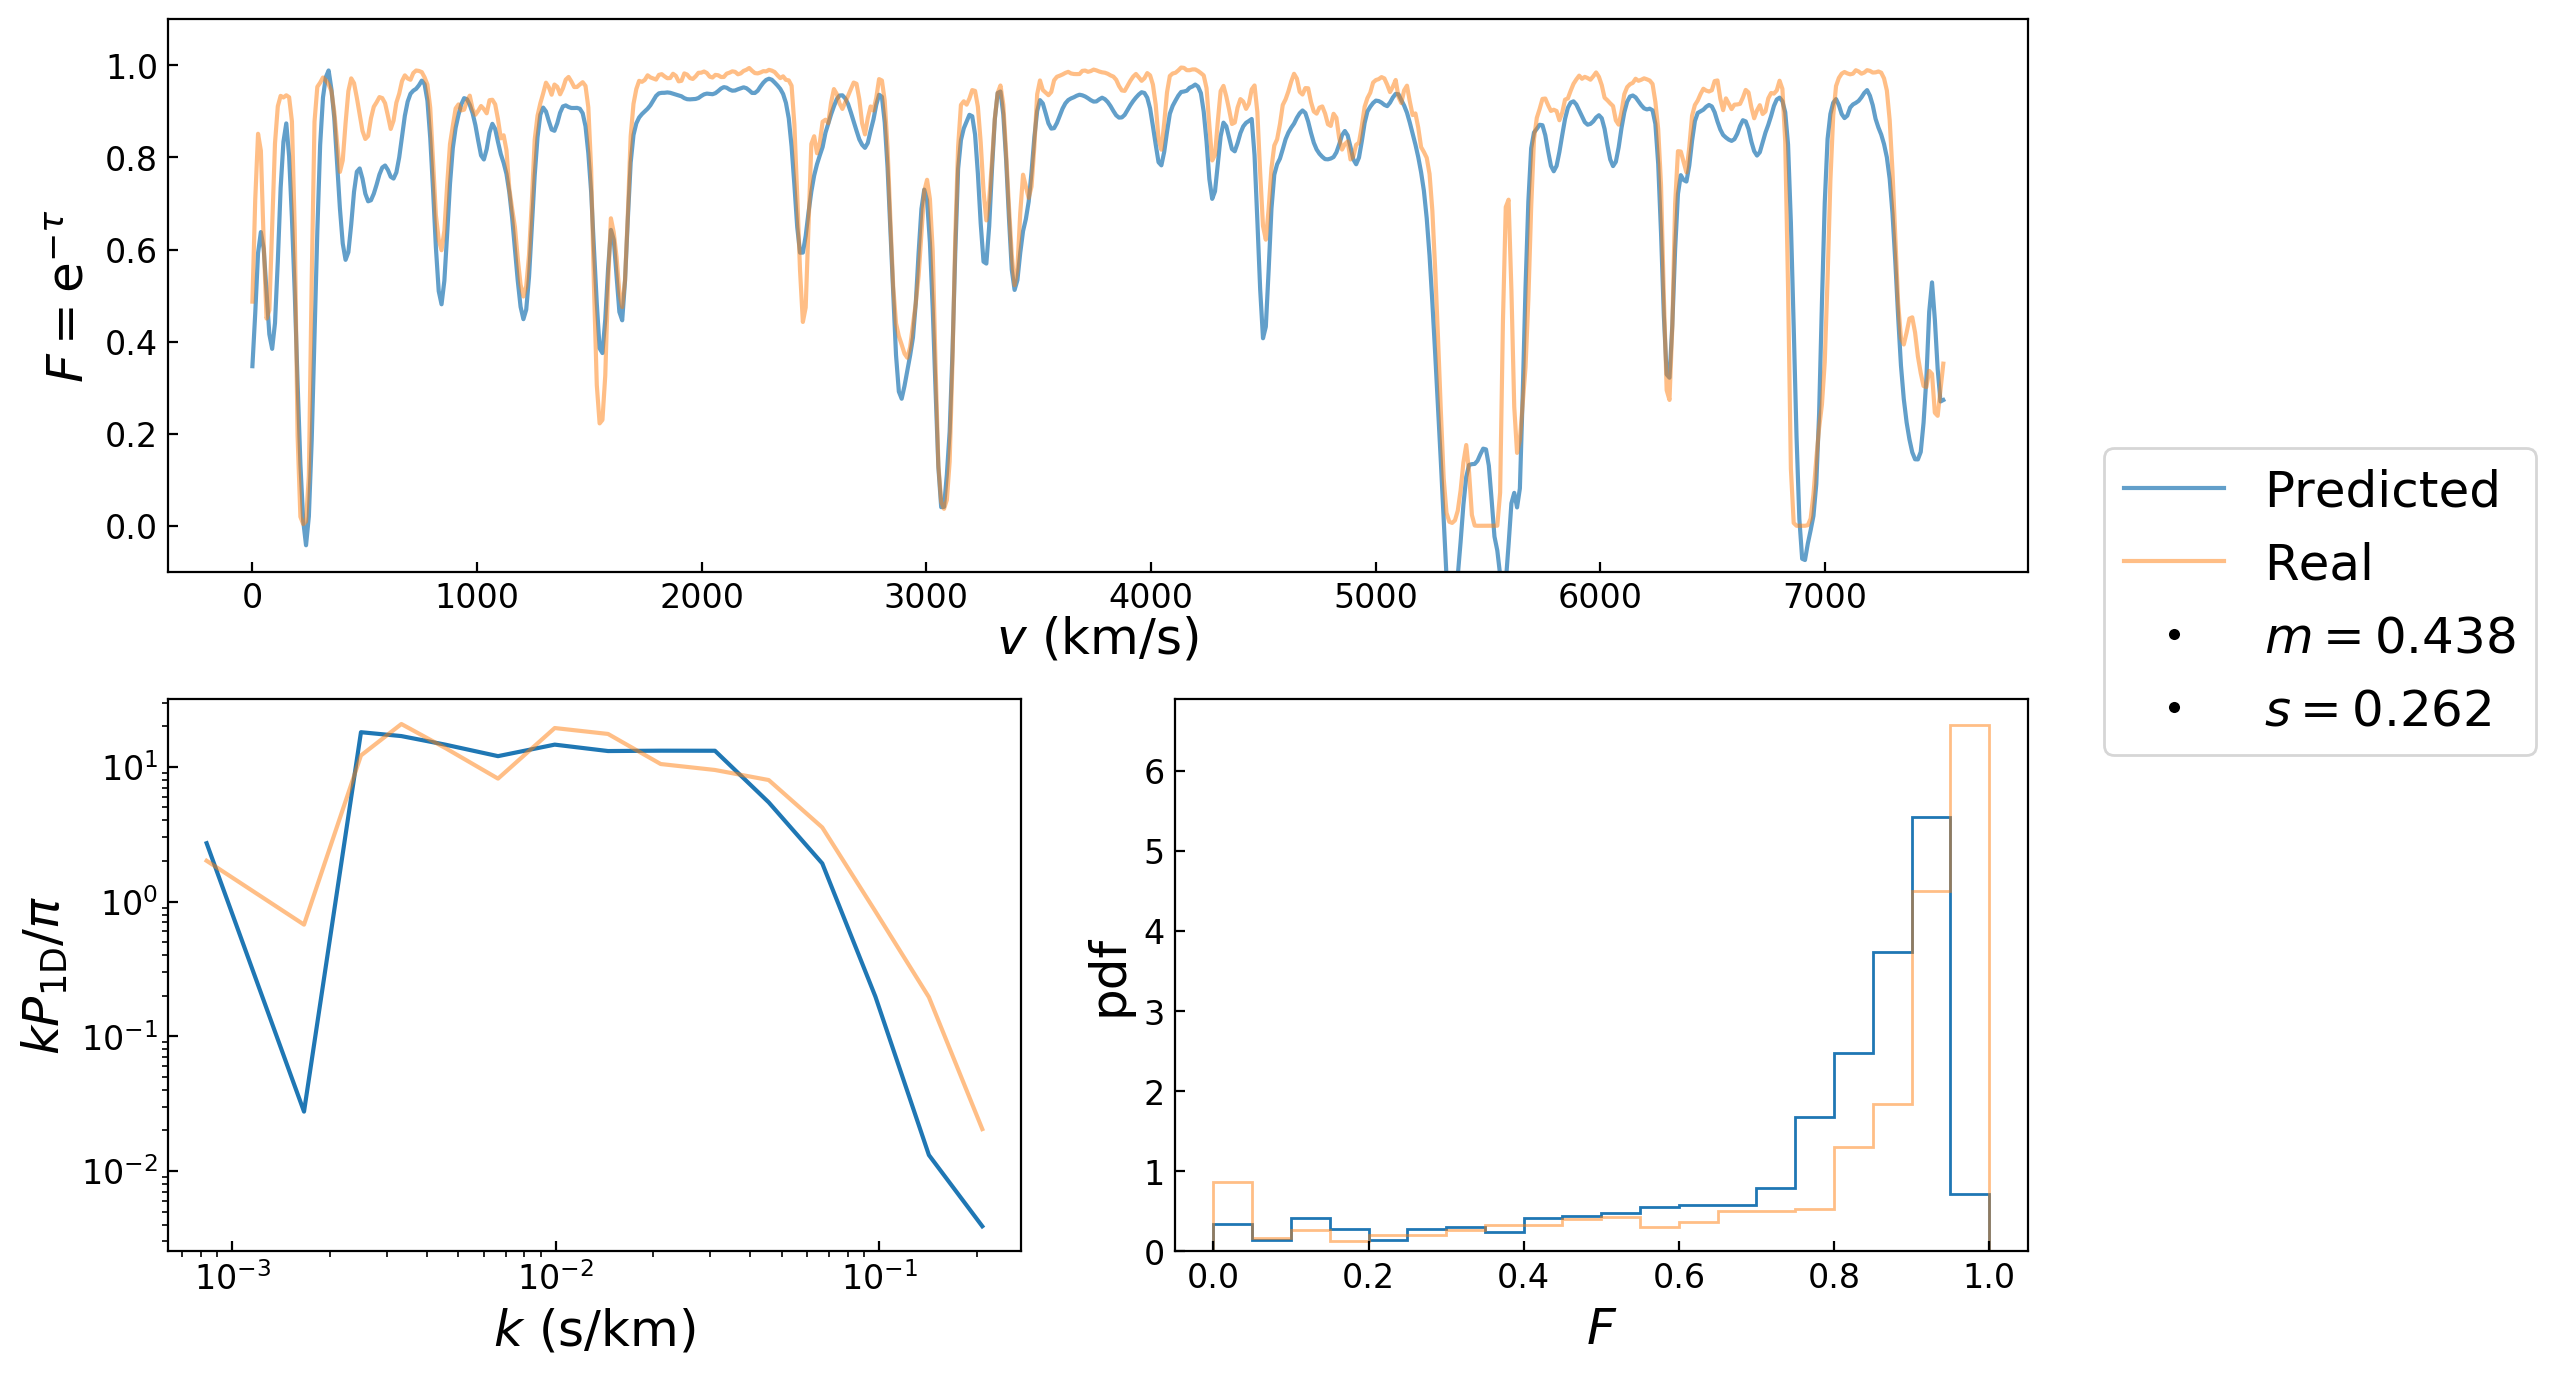 1.0
0.8
0.6
0.4
0.2
0.0
F = e^{−τ}
0 1000 2000 3000 4000 5000 6000 7000
v (km/s)
Predicted
Real
m = 0.438
s = 0.262
10^1
10^0
10^{−1}
10^{−2}
kP_{1D}/π
10^{−3} 10^{−2} 10^{−1}
k (s/km)
6
5
4
3
2
1
0
pdf
0.0 0.2 0.4 0.6 0.8 1.0
F